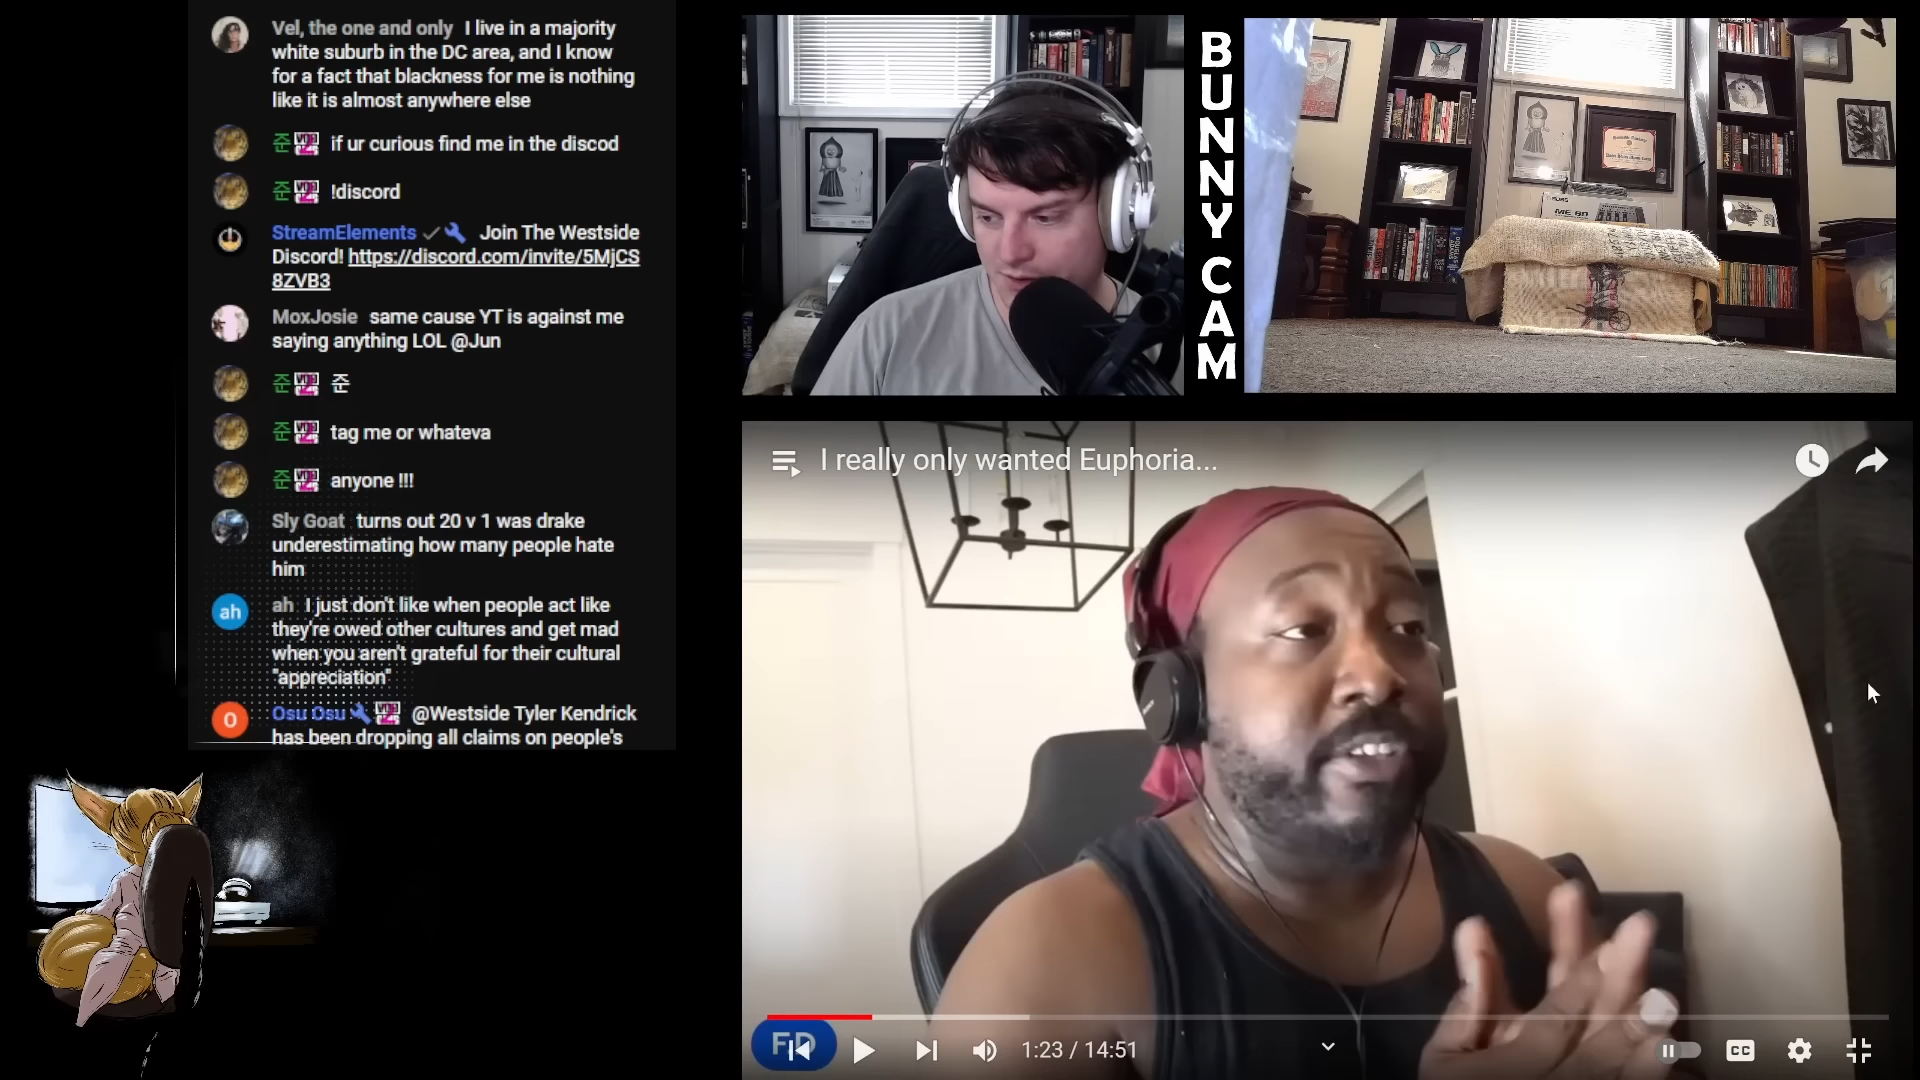 Vel, the one and only I live in a majority
white suburb in the DC area, and I know
for a fact that blackness for me is nothing
like it is almost anywhere else
준 if ur curious find me in the discod
준 !discord
StreamElements Join The Westside
Discord! https://discord.com/invite/5MjCS
8ZVB3
MoxJosie same cause YT is against me
saying anything LOL @Jun
준 준
준 tag me or whateva
준 anyone !!!
Sly Goat turns out 20 v 1 was drake
underestimating how many people hate
him
ah ah I just don't like when people act like
they're owed other cultures and get mad
when you aren't grateful for their cultural
"appreciation"
O Osu Osu @Westside Tyler Kendrick
has been dropping all claims on people's
BUNNY CAM
ME-80
I really only wanted Euphoria...
FD
1:23 / 14:51
CC